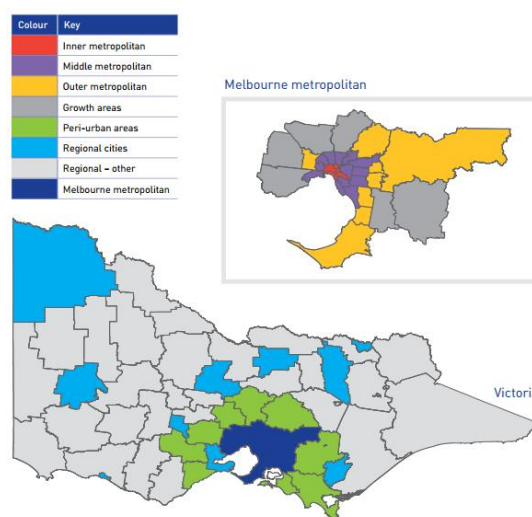 Colour Key
Inner metropolitan
Middle metropolitan
Outer metropolitan
Growth areas
Peri-urban areas
Regional cities
Regional – other
Melbourne metropolitan
Melbourne metropolitan
Victori